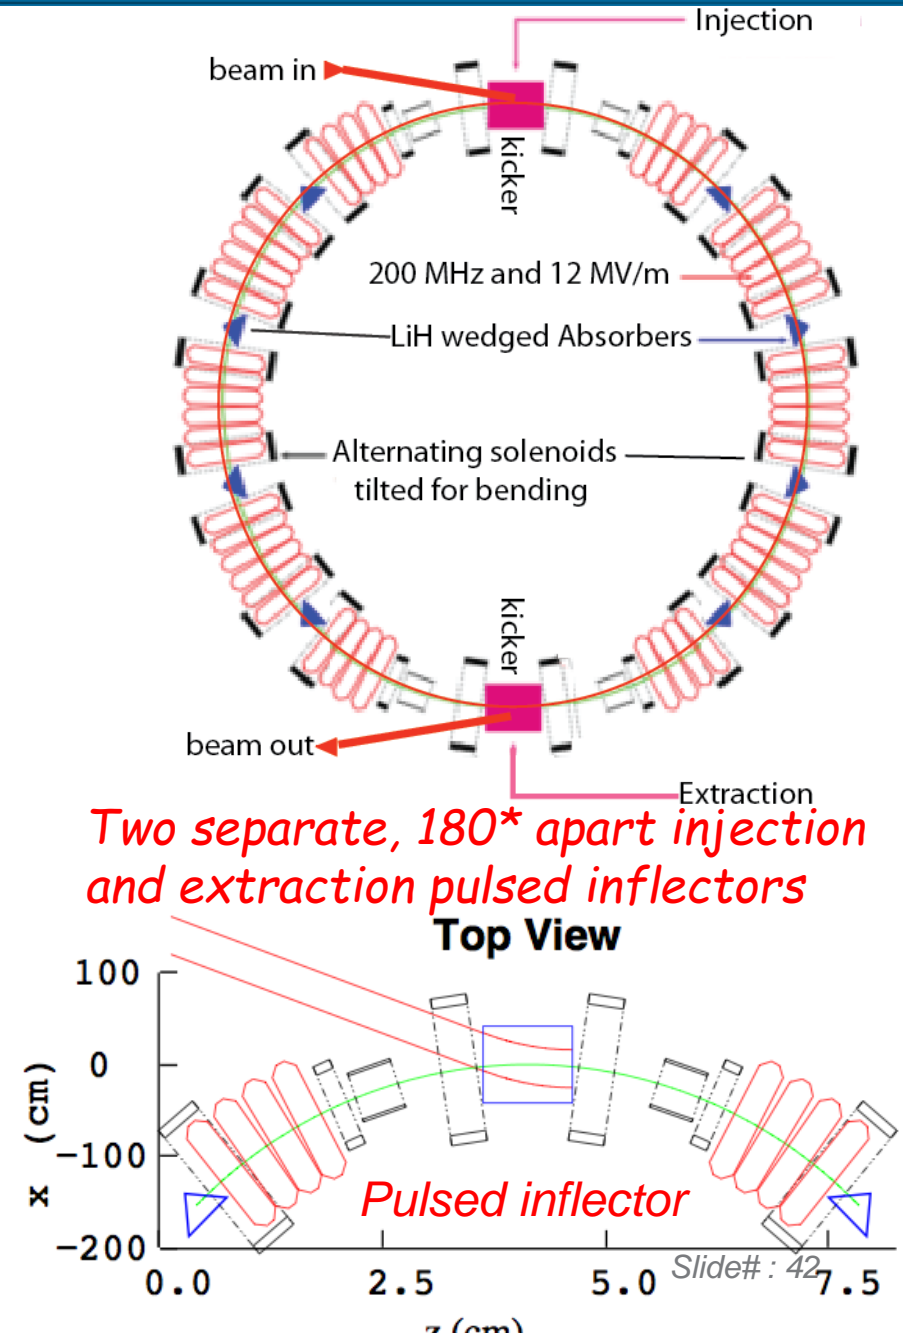 Injection
beam in
kicker
200 MHz and 12 MV/m
LiH wedged Absorbers
Alternating solenoids
tilted for bending
kicker
beam out
Extraction
Two separate, 180* apart injection
and extraction pulsed inflectors
Top View
100
0
−100
−200
x (cm)
Pulsed inflector
Slide# : 42
0.0 2.5 5.0 7.5
z (cm)